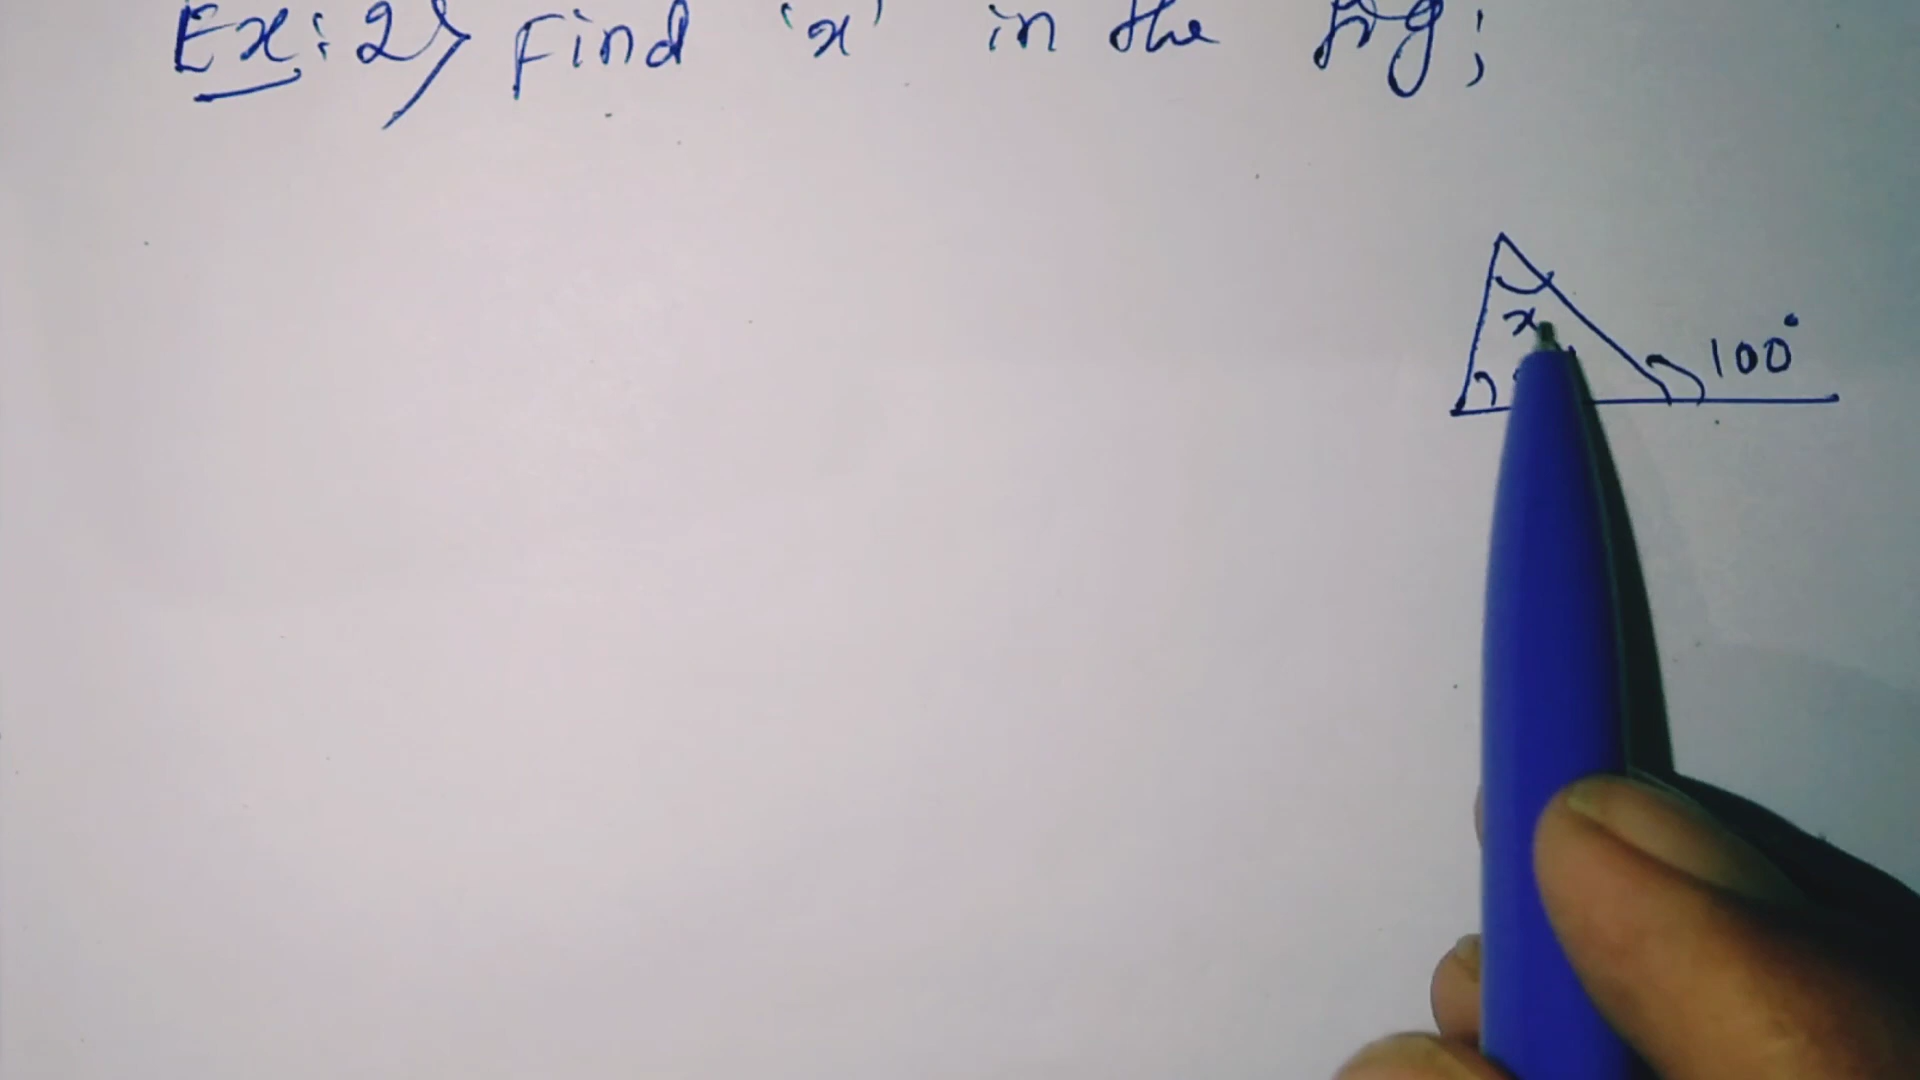 Ex: 2} Find 'x' in the fig;
x
100°